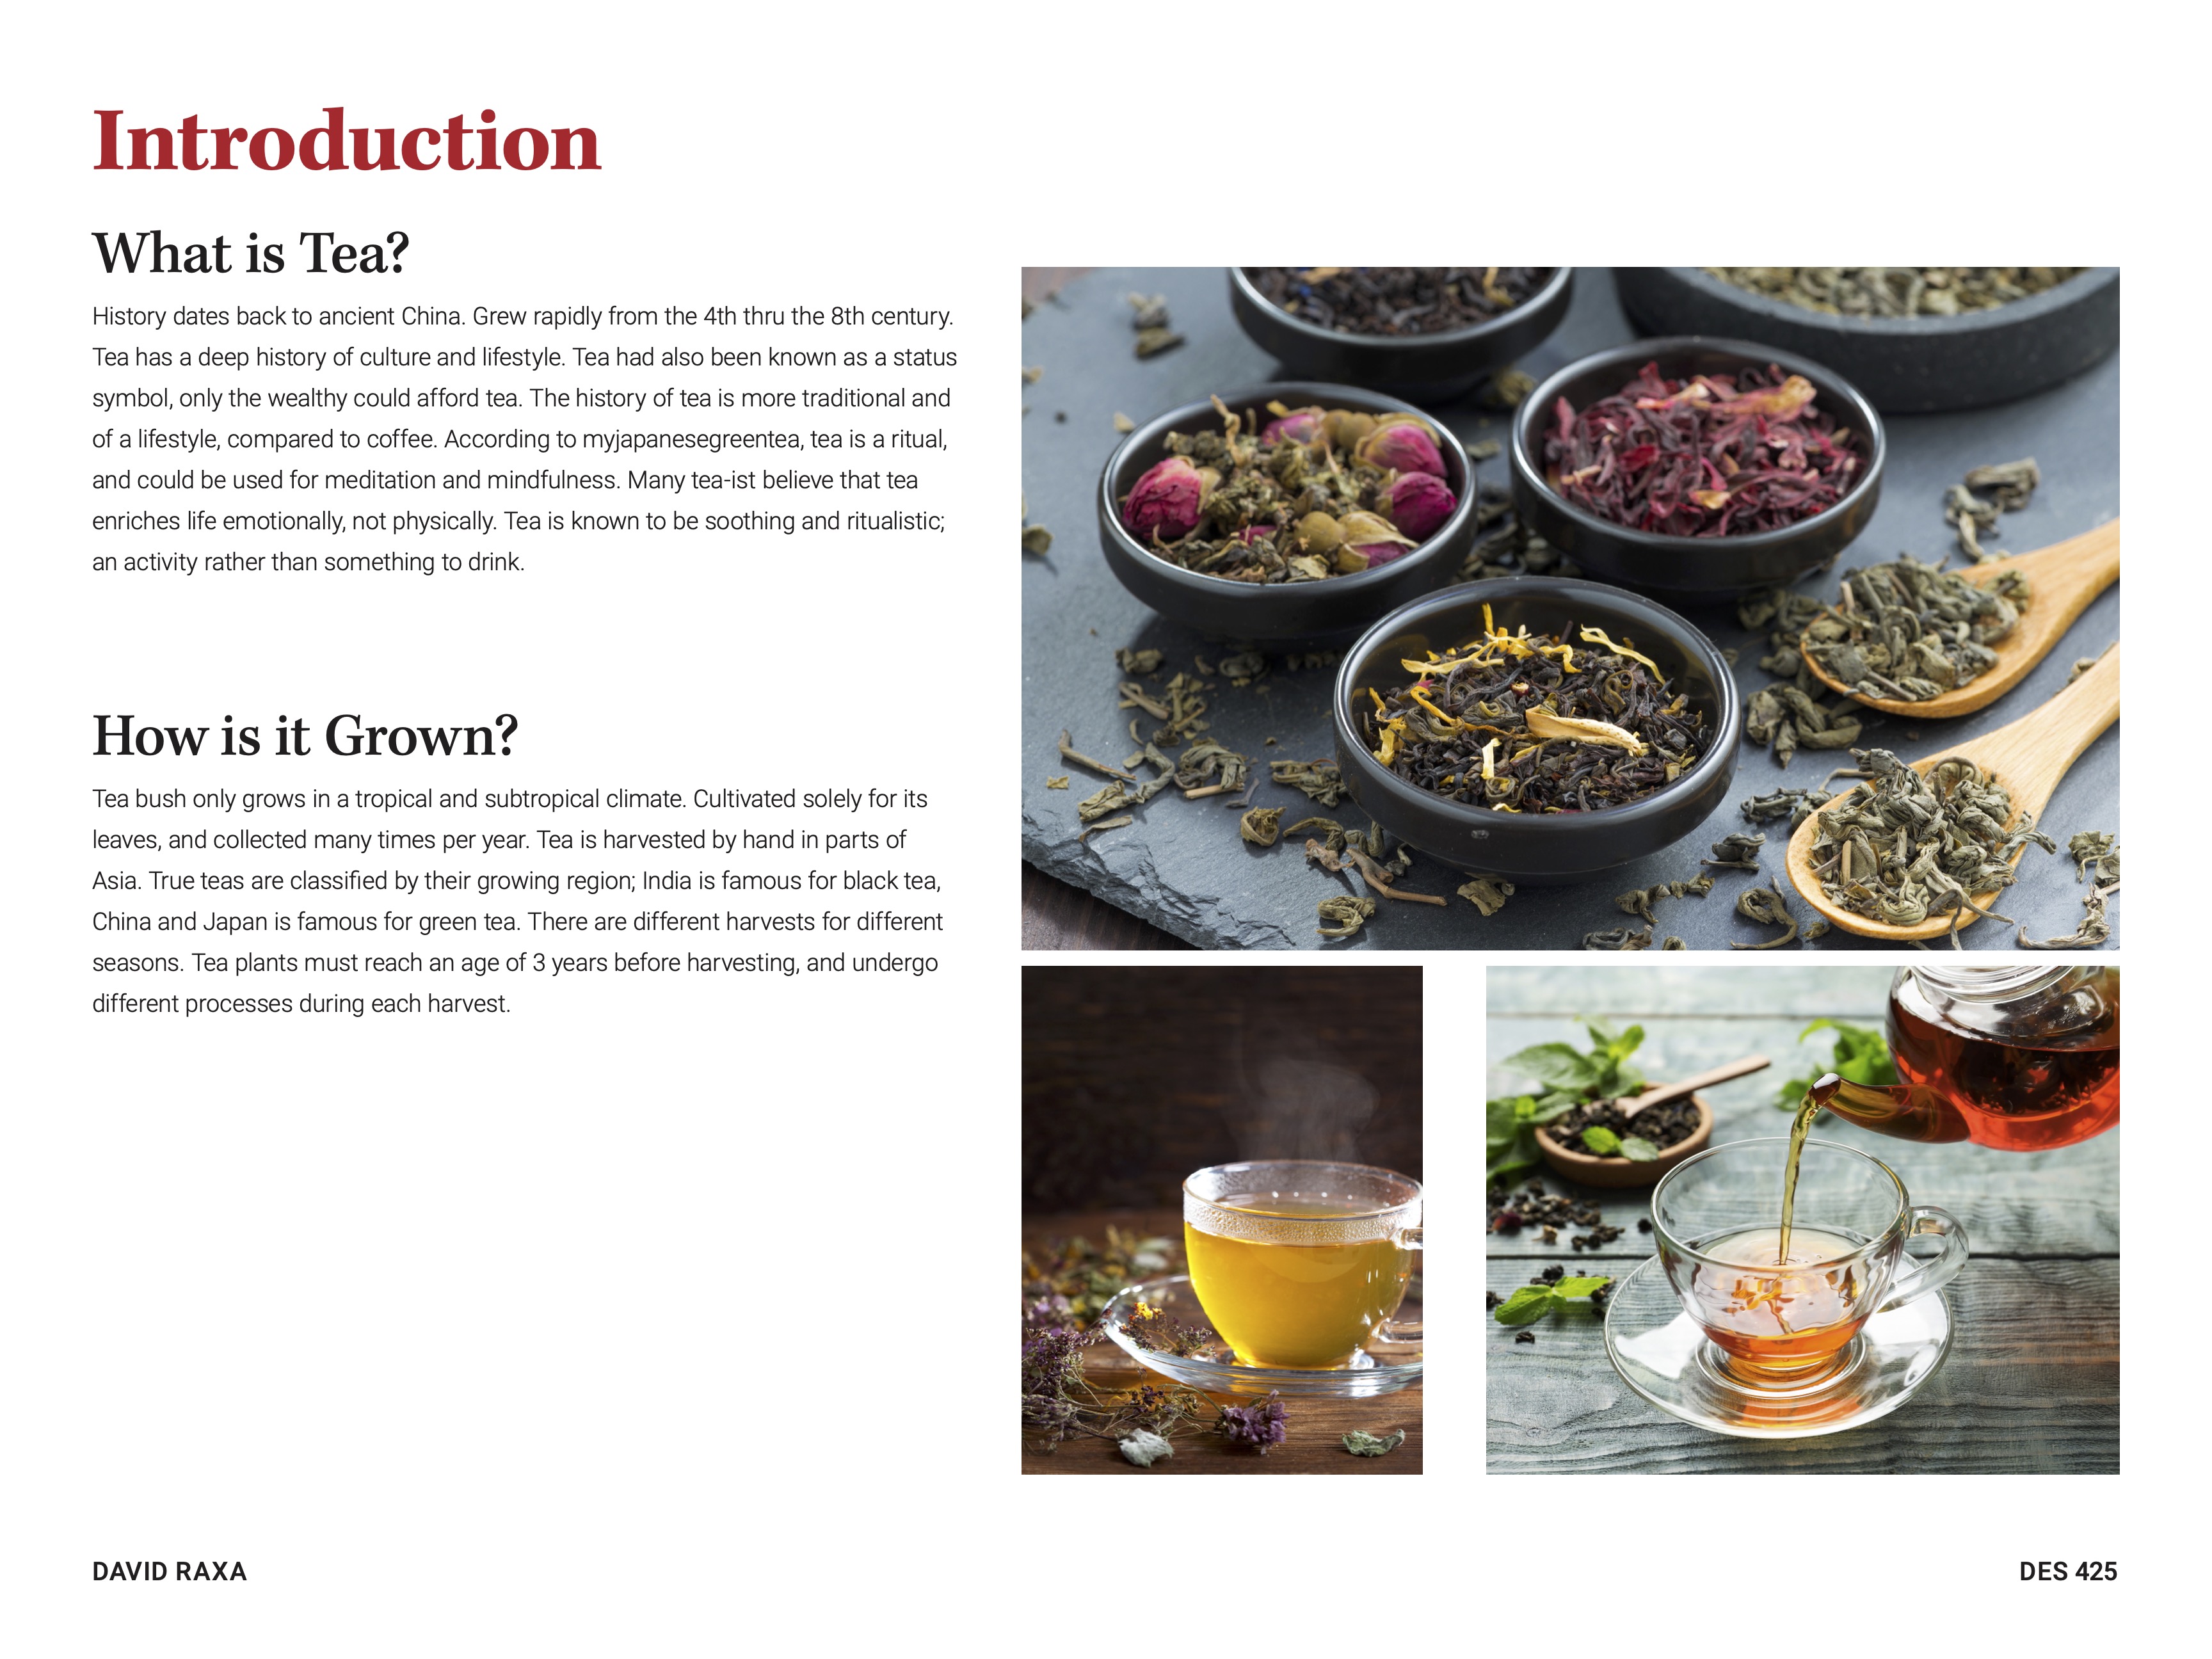 Introduction
What is Tea?
History dates back to ancient China. Grew rapidly from the 4th thru the 8th century.
Tea has a deep history of culture and lifestyle. Tea had also been known as a status
symbol, only the wealthy could afford tea. The history of tea is more traditional and
of a lifestyle, compared to coffee. According to myjapanesegreentea, tea is a ritual,
and could be used for meditation and mindfulness. Many tea-ist believe that tea
enriches life emotionally, not physically. Tea is known to be soothing and ritualistic;
an activity rather than something to drink.
How is it Grown?
Tea bush only grows in a tropical and subtropical climate. Cultivated solely for its
leaves, and collected many times per year. Tea is harvested by hand in parts of
Asia. True teas are classified by their growing region; India is famous for black tea,
China and Japan is famous for green tea. There are different harvests for different
seasons. Tea plants must reach an age of 3 years before harvesting, and undergo
different processes during each harvest.
DAVID RAXA
DES 425